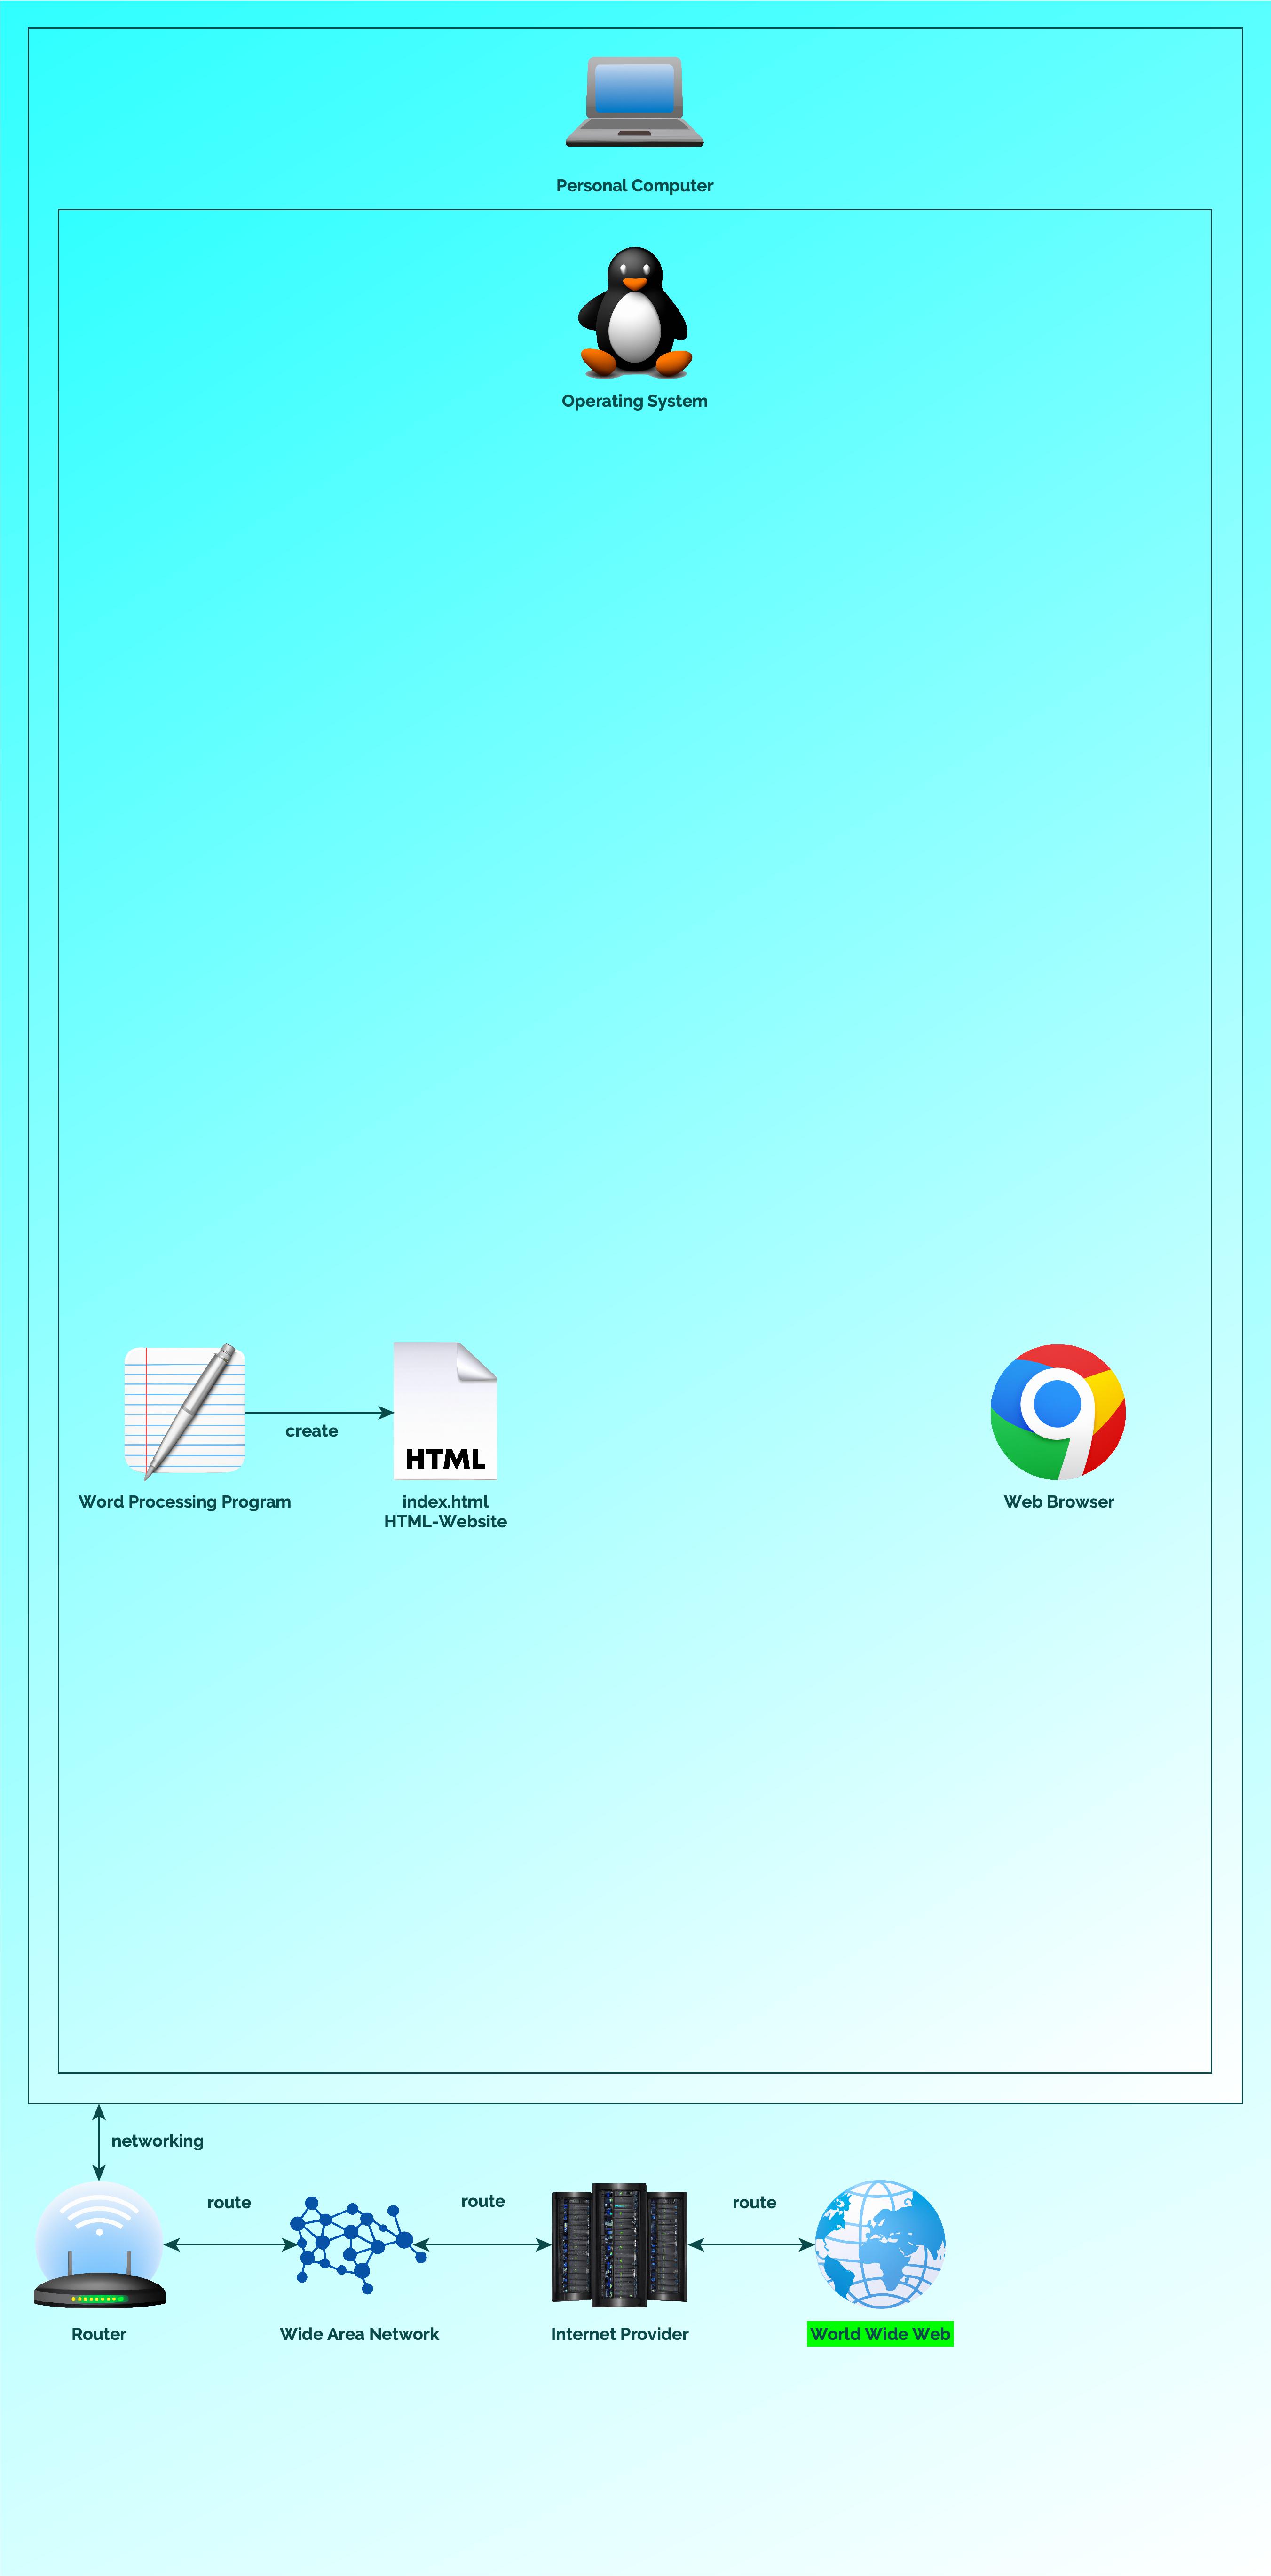 Personal Computer
Operating System
create
HTML
Word Processing Program
index.html
HTML-Website
Web Browser
networking
route
route
route
Router
Wide Area Network
Internet Provider
World Wide Web